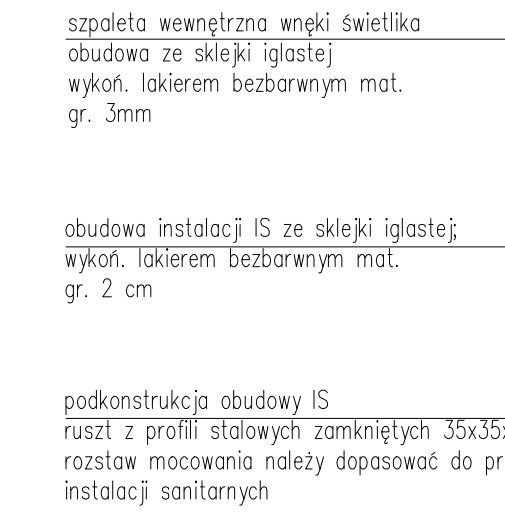 szpaleta wewnętrzna wnęki świetlika
obudowa ze sklejki iglastej
wykoń. lakierem bezbarwnym mat.
gr. 3mm
obudowa instalacji IS ze sklejki iglastej;
wykoń. lakierem bezbarwnym mat.
gr. 2 cm
podkonstrukcja obudowy IS
ruszt z profili stalowych zamkniętych 35x35x
rozstaw mocowania należy dopasować do pr
instalacji sanitarnych